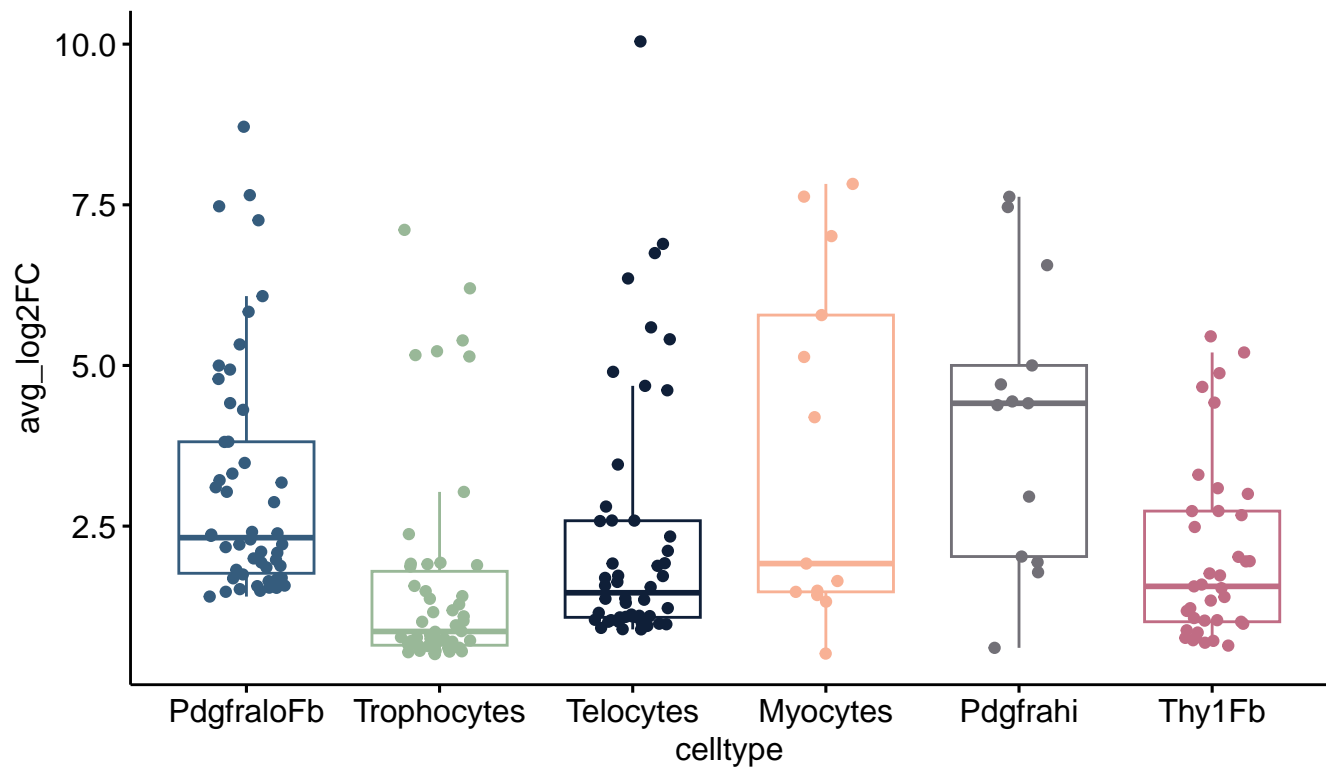 10.0
7.5
5.0
2.5
avg_log2FC
PdgfraloFb Trophocytes Telocytes Myocytes Pdgfrahi Thy1Fb
celltype